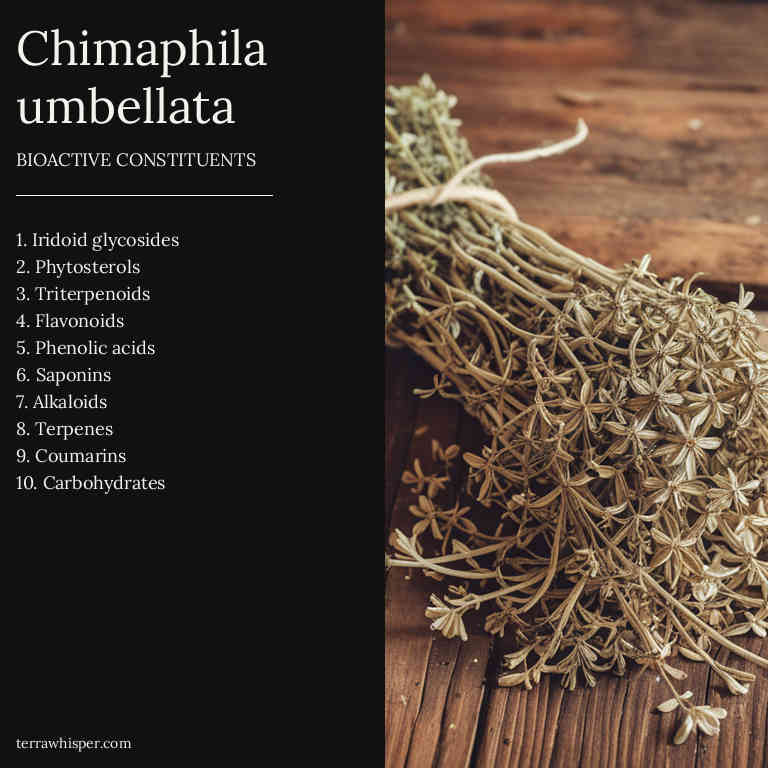 Chimaphila
umbellata
BIOACTIVE CONSTITUENTS
1. Iridoid glycosides
2. Phytosterols
3. Triterpenoids
4. Flavonoids
5. Phenolic acids
6. Saponins
7. Alkaloids
8. Terpenes
9. Coumarins
10. Carbohydrates
terrawhisper.com